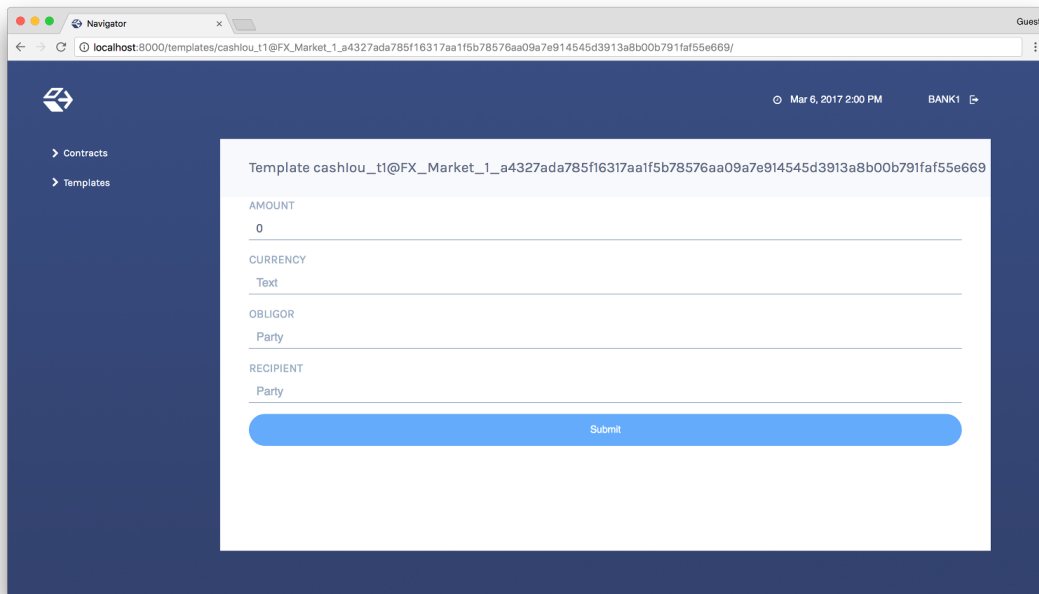 Navigator
Guest
localhost:8000/templates/cashIou_t1@FX_Market_1_a4327ada785f16317aa1f5b78576aa09a7e914545d3913a8b00b791faf55e669/
Mar 6, 2017 2:00 PM
BANK1
Contracts
Templates
Template cashIou_t1@FX_Market_1_a4327ada785f16317aa1f5b78576aa09a7e914545d3913a8b00b791faf55e669
AMOUNT
0
CURRENCY
Text
OBLIGOR
Party
RECIPIENT
Party
Submit